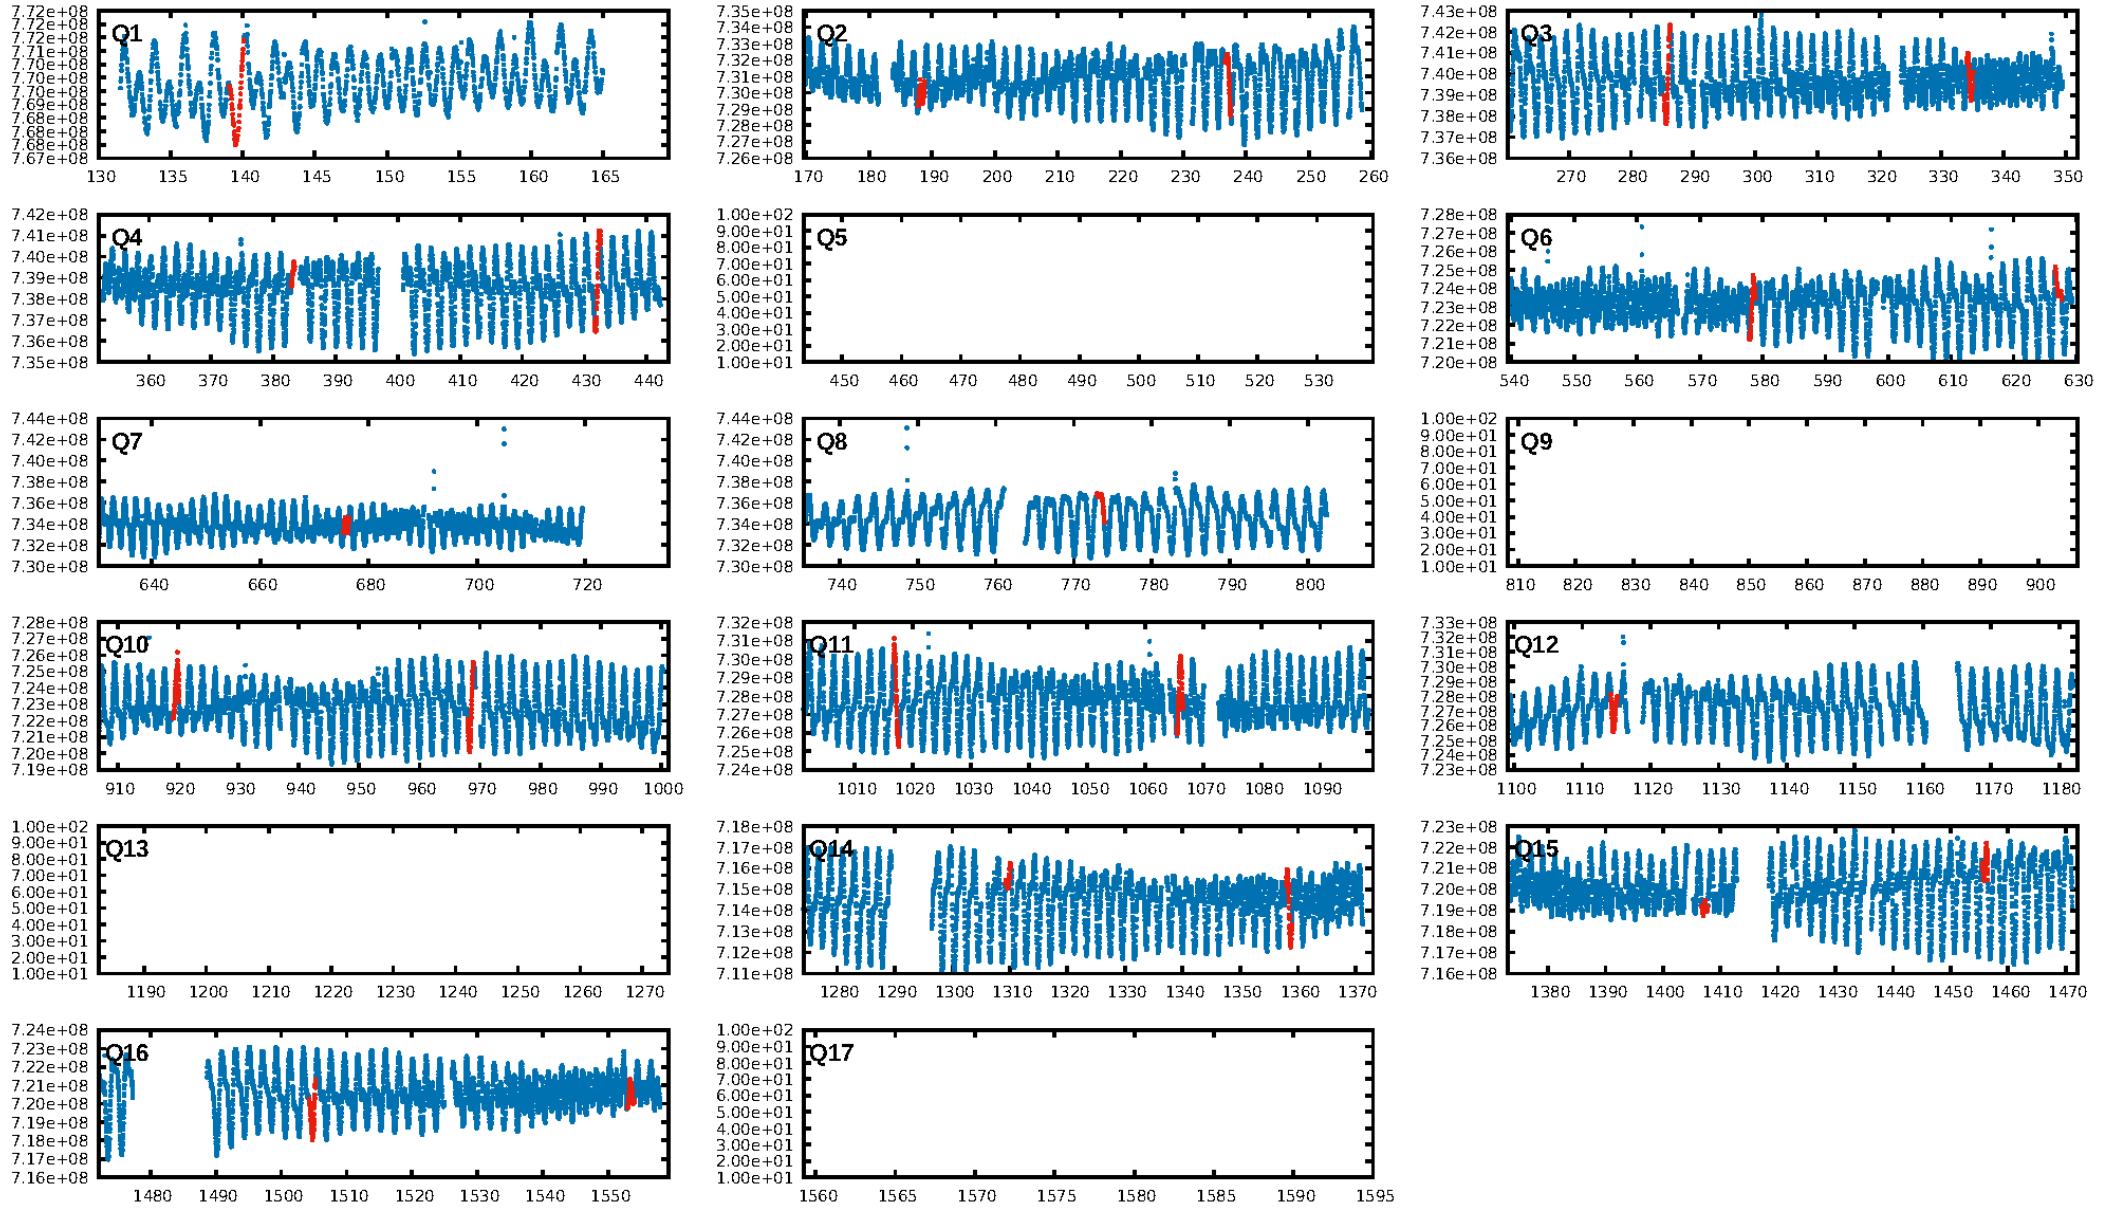 Q1
7.72e+08
7.72e+08
7.71e+08
7.71e+08
7.70e+08
7.70e+08
7.69e+08
7.69e+08
7.68e+08
7.68e+08
7.67e+08
130 135 140 145 150 155 160 165
Q2
7.35e+08
7.34e+08
7.33e+08
7.32e+08
7.31e+08
7.30e+08
7.29e+08
7.28e+08
7.27e+08
7.26e+08
170 180 190 200 210 220 230 240 250 260
Q3
7.43e+08
7.42e+08
7.41e+08
7.40e+08
7.39e+08
7.38e+08
7.37e+08
7.36e+08
270 280 290 300 310 320 330 340 350
Q4
7.42e+08
7.41e+08
7.40e+08
7.39e+08
7.38e+08
7.37e+08
7.36e+08
7.35e+08
360 370 380 390 400 410 420 430 440
Q5
1.00e+02
9.00e+01
8.00e+01
7.00e+01
6.00e+01
5.00e+01
4.00e+01
3.00e+01
2.00e+01
1.00e+01
450 460 470 480 490 500 510 520 530
Q6
7.28e+08
7.27e+08
7.26e+08
7.25e+08
7.24e+08
7.23e+08
7.22e+08
7.21e+08
7.20e+08
540 550 560 570 580 590 600 610 620 630
Q7
7.44e+08
7.42e+08
7.40e+08
7.38e+08
7.36e+08
7.34e+08
7.32e+08
7.30e+08
640 660 680 700 720
Q8
7.44e+08
7.42e+08
7.40e+08
7.38e+08
7.36e+08
7.34e+08
7.32e+08
7.30e+08
740 750 760 770 780 790 800
Q9
1.00e+02
9.00e+01
8.00e+01
7.00e+01
6.00e+01
5.00e+01
4.00e+01
3.00e+01
2.00e+01
1.00e+01
810 820 830 840 850 860 870 880 890 900
Q10
7.28e+08
7.27e+08
7.26e+08
7.25e+08
7.24e+08
7.23e+08
7.22e+08
7.21e+08
7.20e+08
7.19e+08
910 920 930 940 950 960 970 980 990 1000
Q11
7.32e+08
7.31e+08
7.30e+08
7.29e+08
7.28e+08
7.27e+08
7.26e+08
7.25e+08
7.24e+08
1010 1020 1030 1040 1050 1060 1070 1080 1090
Q12
7.33e+08
7.32e+08
7.31e+08
7.30e+08
7.29e+08
7.28e+08
7.27e+08
7.26e+08
7.25e+08
7.24e+08
7.23e+08
1100 1110 1120 1130 1140 1150 1160 1170 1180
Q13
1.00e+02
9.00e+01
8.00e+01
7.00e+01
6.00e+01
5.00e+01
4.00e+01
3.00e+01
2.00e+01
1.00e+01
1190 1200 1210 1220 1230 1240 1250 1260 1270
Q14
7.18e+08
7.17e+08
7.16e+08
7.15e+08
7.14e+08
7.13e+08
7.12e+08
7.11e+08
1280 1290 1300 1310 1320 1330 1340 1350 1360 1370
Q15
7.23e+08
7.22e+08
7.21e+08
7.20e+08
7.19e+08
7.18e+08
7.17e+08
7.16e+08
1380 1390 1400 1410 1420 1430 1440 1450 1460 1470
Q16
7.24e+08
7.23e+08
7.22e+08
7.21e+08
7.20e+08
7.19e+08
7.18e+08
7.17e+08
7.16e+08
1480 1490 1500 1510 1520 1530 1540 1550
Q17
1.00e+02
9.00e+01
8.00e+01
7.00e+01
6.00e+01
5.00e+01
4.00e+01
3.00e+01
2.00e+01
1.00e+01
1560 1565 1570 1575 1580 1585 1590 1595